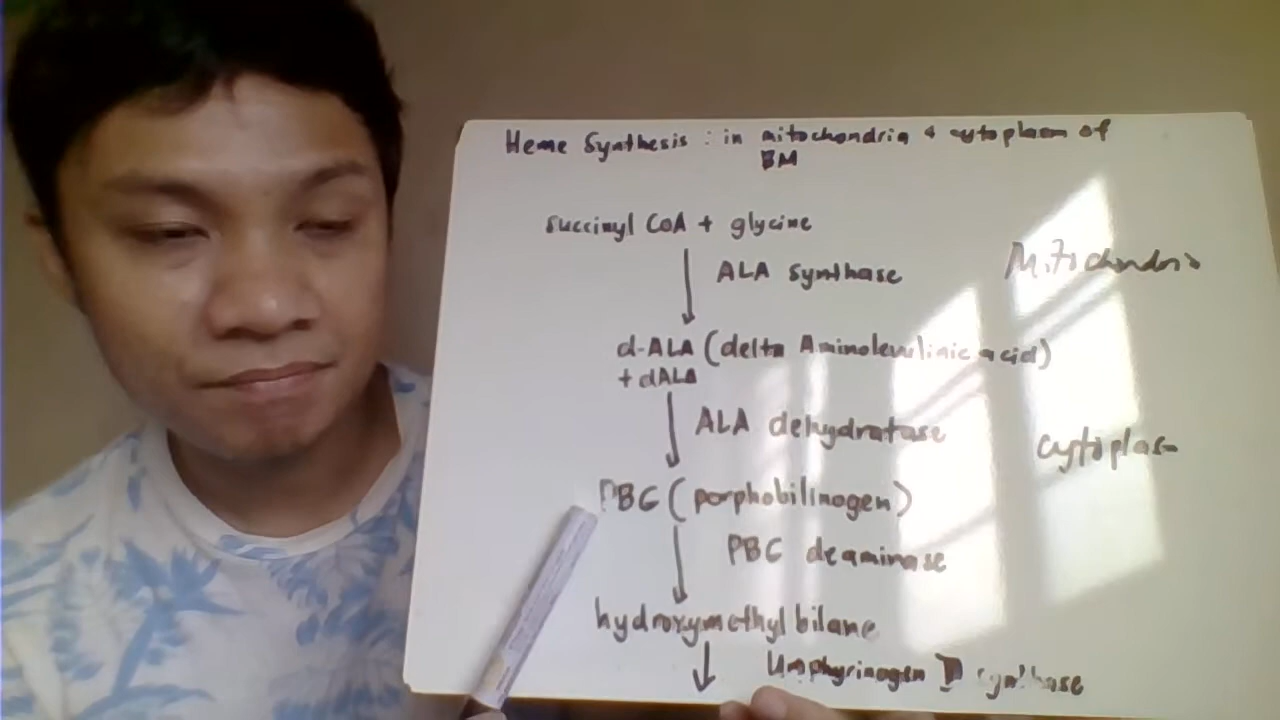 Heme Synthesis : in mitochondria & cytoplasm of
BM
Succinyl CoA + glycine
ALA synthase
Mitochondria
d-ALA (delta Aminolevulinic acid)
+ dALA
ALA dehydratase
cytoplasm
PBG (porphobilinogen)
PBG deaminase
hydroxymethyl bilane
synthase